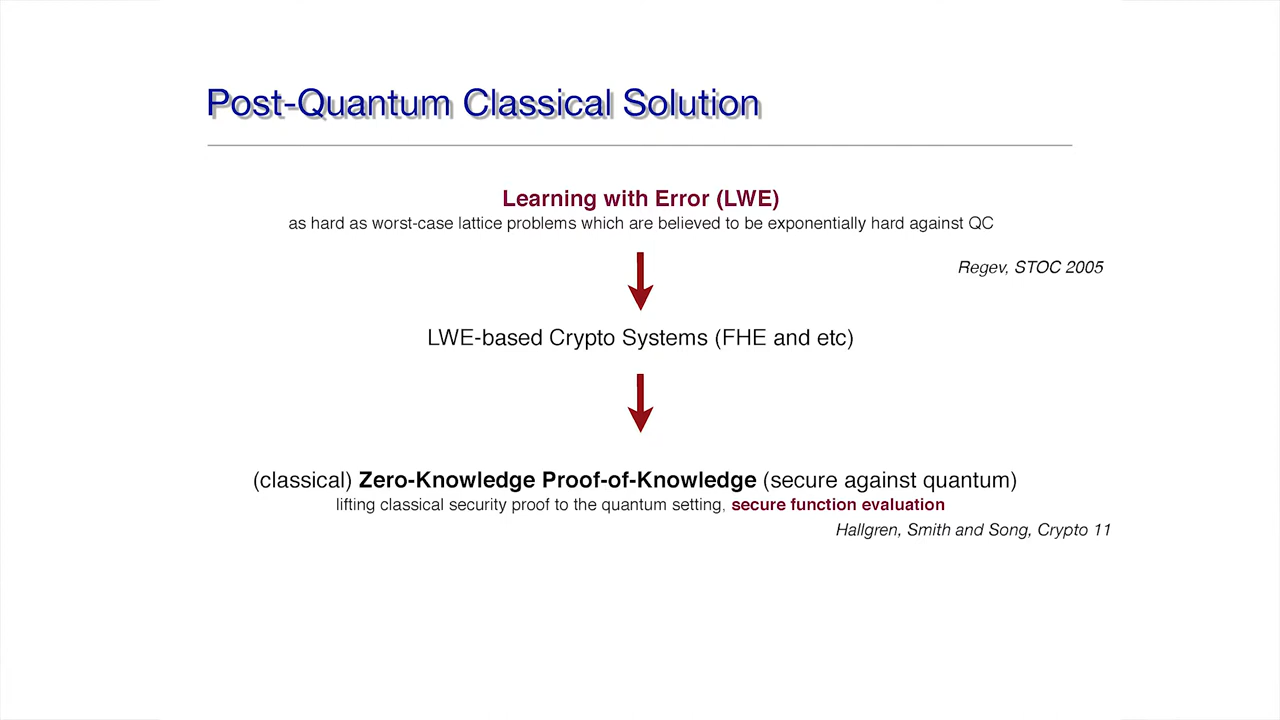 Post-Quantum Classical Solution
Learning with Error (LWE)
as hard as worst-case lattice problems which are believed to be exponentially hard against QC
Regev, STOC 2005
LWE-based Crypto Systems (FHE and etc)
(classical) Zero-Knowledge Proof-of-Knowledge (secure against quantum)
lifting classical security proof to the quantum setting, secure function evaluation
Hallgren, Smith and Song, Crypto 11